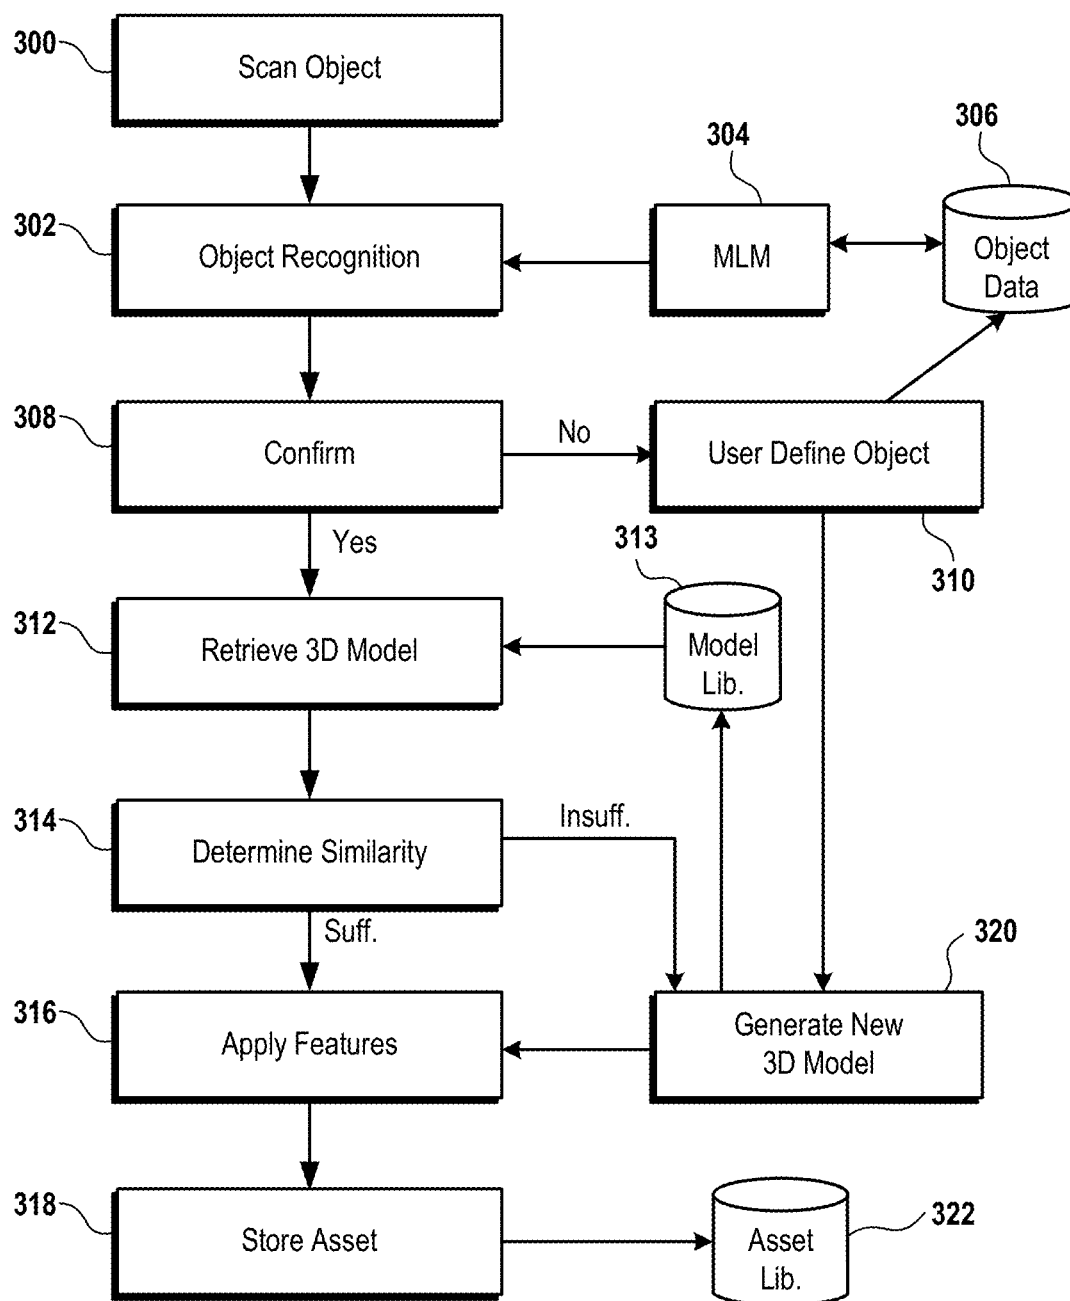 300
Scan Object
302
Object Recognition
304
MLM
306
Object
Data
308
Confirm
No
User Define Object
310
Yes
312
Retrieve 3D Model
313
Model
Lib.
314
Determine Similarity
Insuff.
Suff.
316
Apply Features
320
Generate New
3D Model
318
Store Asset
322
Asset
Lib.